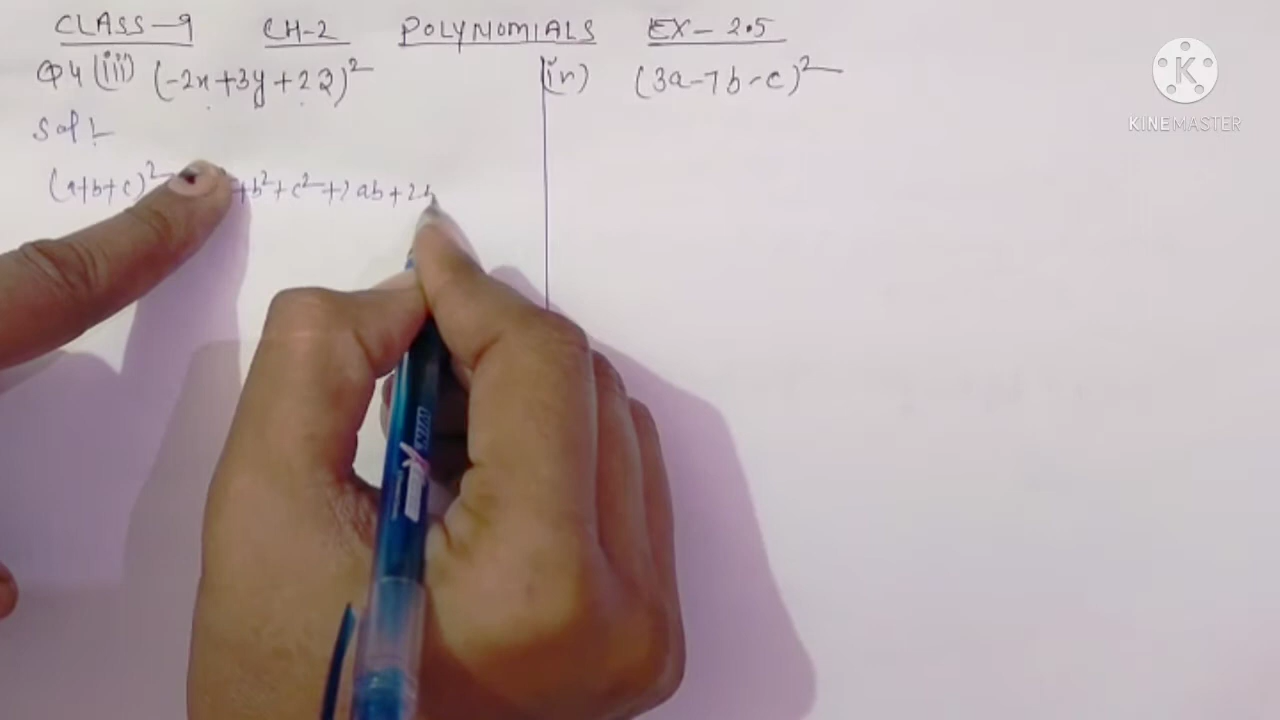 CLASS-9 CH-2 POLYNOMIALS EX-2.5
Q4 (iii) (-2x+3y+2z)²
iv) (3a-7b-c)²
Sol:-
(a+b+c)² +b²+c²+2ab+2b
KINEMASTER